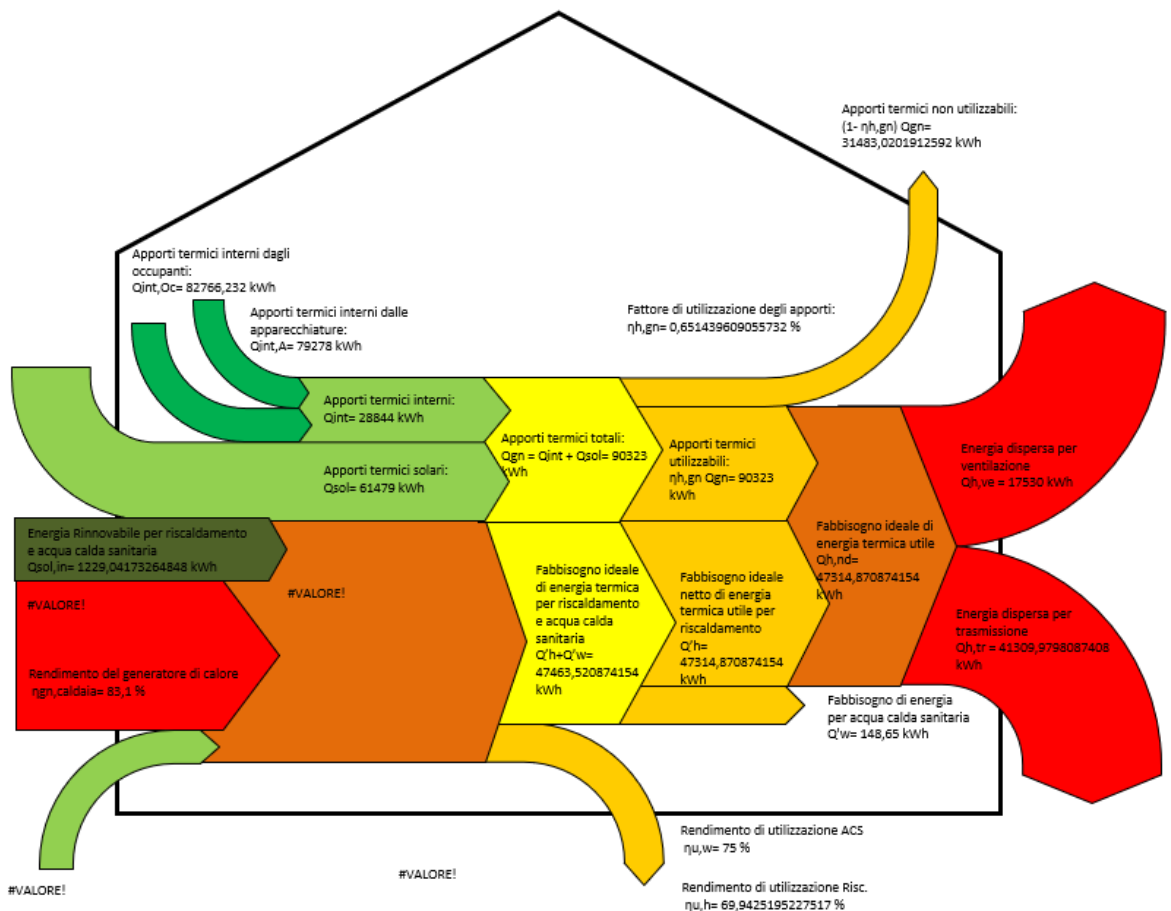 Apporti termici non utilizzabili:
(1- ηh,gn) Qgn=
31483,0201912592 kWh
Apporti termici interni dagli
occupanti:
Qint,Oc= 82766,232 kWh
Apporti termici interni dalle
apparecchiature:
Qint,A= 79278 kWh
Fattore di utilizzazione degli apporti:
ηh,gn= 0,651439609055732 %
Apporti termici interni:
Qint= 28844 kWh
Apporti termici solari:
Qsol= 61479 kWh
Apporti termici totali:
Qgn = Qint + Qsol= 90323
kWh
Apporti termici
utilizzabili:
ηh,gn Qgn= 90323
kWh
Energia dispersa per
ventilazione
Qh,ve = 17530 kWh
Energia Rinnovabile per riscaldamento
e acqua calda sanitaria
Qsol,in= 1229,04173264848 kWh
#VALORE!
Rendimento del generatore di calore
ηgn,caldaia= 83,1 %
#VALORE!
Fabbisogno ideale
di energia termica
per riscaldamento
e acqua calda
sanitaria
Q'h+Q'w=
47463,520874154
kWh
Fabbisogno ideale
netto di energia
termica utile per
riscaldamento
Q'h=
47314,870874154
kWh
Fabbisogno ideale di
energia termica utile
Qh,nd=
47314,870874154
kWh
Energia dispersa per
trasmissione
Qh,tr = 41309,9798087408
kWh
Fabbisogno di energia
per acqua calda sanitaria
Q'w= 148,65 kWh
Rendimento di utilizzazione ACS
ηu,w= 75 %
#VALORE!
#VALORE!
Rendimento di utilizzazione Risc.
ηu,h= 69,9425195227517 %